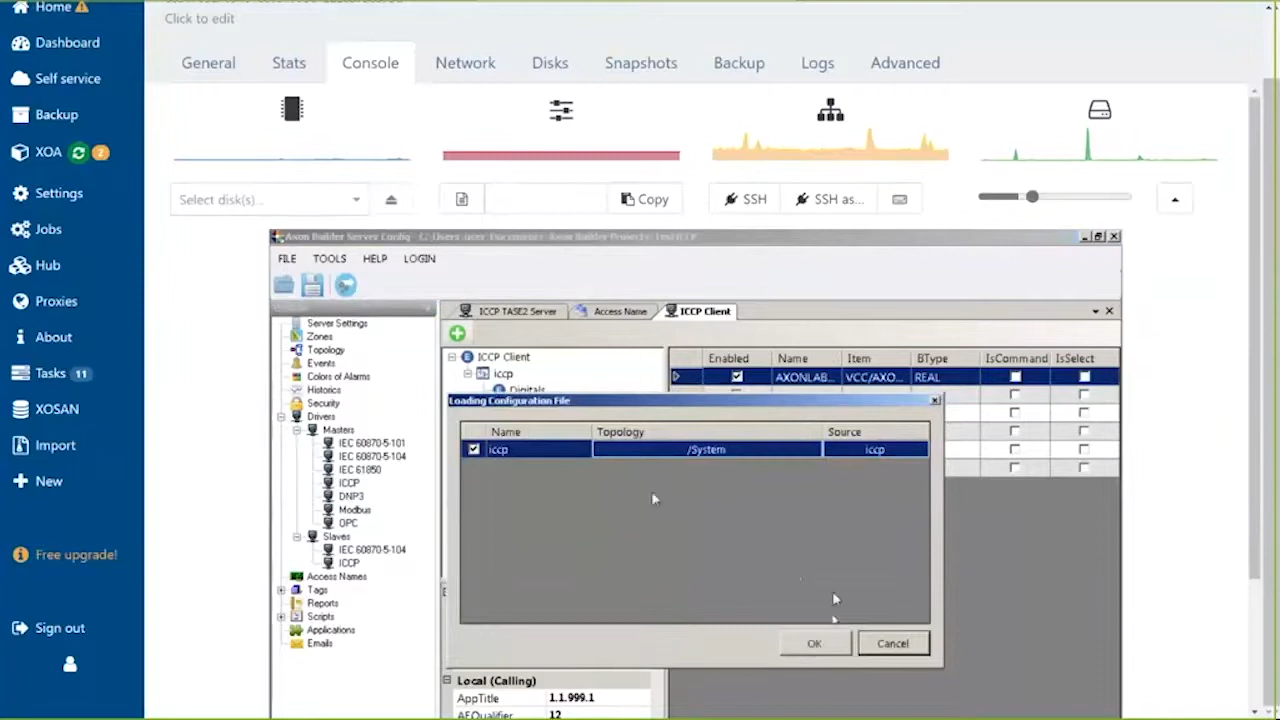 Home
Click to edit
Dashboard
Self service
Backup
XOA 2
Settings
Jobs
Hub
Proxies
About
Tasks 11
XOSAN
Import
New
Free upgrade!
Sign out
General Stats Console Network Disks Snapshots Backup Logs Advanced
Select disk(s)... Copy SSH SSH as...
Axon Builder Server Config
FILE TOOLS HELP LOGIN
ICCP TASE2 Server Access Name ICCP Client
Server Settings
Zones
Topology
Events
Colors of Alarms
Historics
Security
Drivers
Masters
IEC 60870-5-101
IEC 60870-5-104
IEC 61850
ICCP
DNP3
Modbus
OPC
Slaves
IEC 60870-5-104
ICCP
Access Names
Tags
Reports
Scripts
Applications
Emails
ICCP Client
iccp
Digitals
Enabled Name Item BType IsCommand IsSelect
AXONLAB... VCC/AXO... REAL
Loading Configuration File
Name Topology Source
iccp /System iccp
OK Cancel
Local (Calling)
AppTitle 1.1.999.1
AEQualifier 12